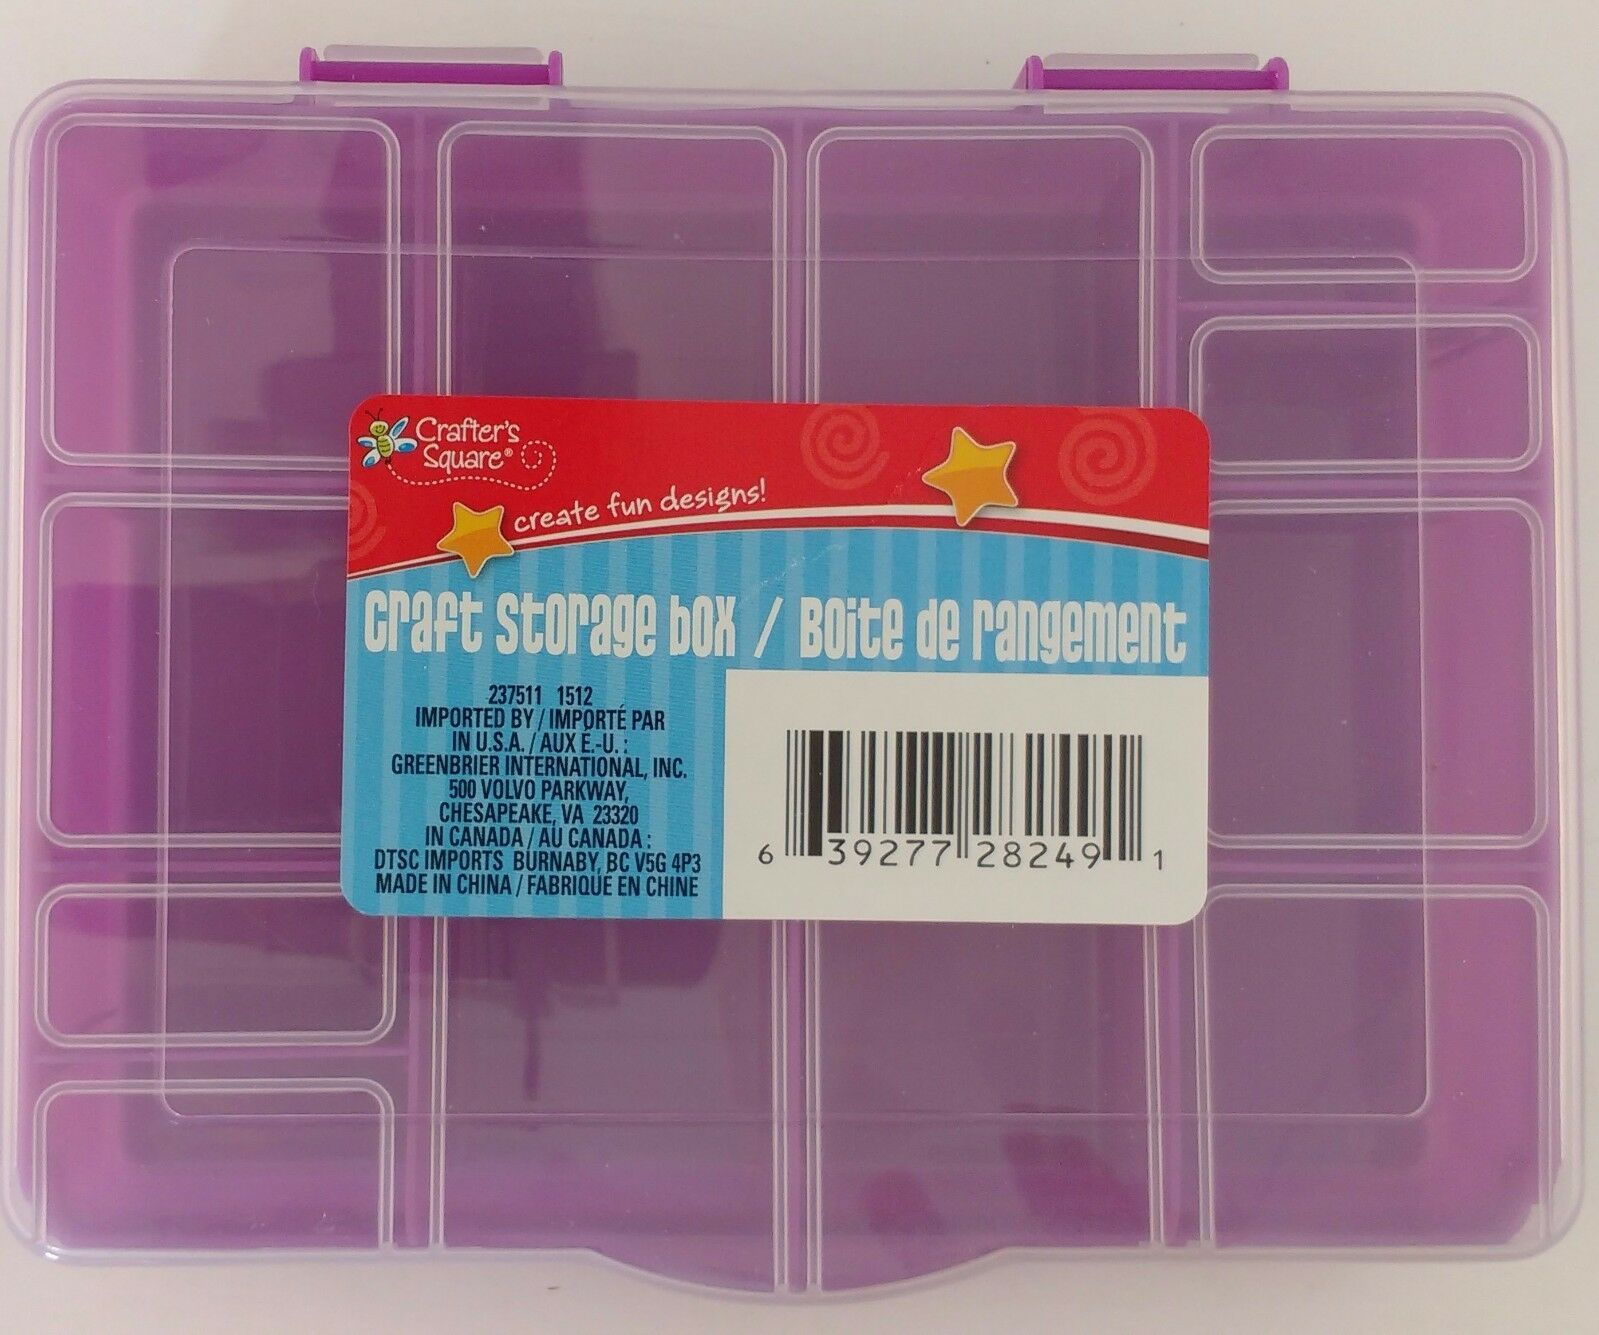 Crafter's
Square®
create fun designs!
Craft Storage Box / Boite de rangement
237511 1512
IMPORTED BY / IMPORTÉ PAR
IN U.S.A. / AUX E.-U. :
GREENBRIER INTERNATIONAL, INC.
500 VOLVO PARKWAY,
CHESAPEAKE, VA 23320
IN CANADA / AU CANADA :
DTSC IMPORTS BURNABY, BC V5G 4P3
MADE IN CHINA / FABRIQUÉ EN CHINE
6 39277 28249 1